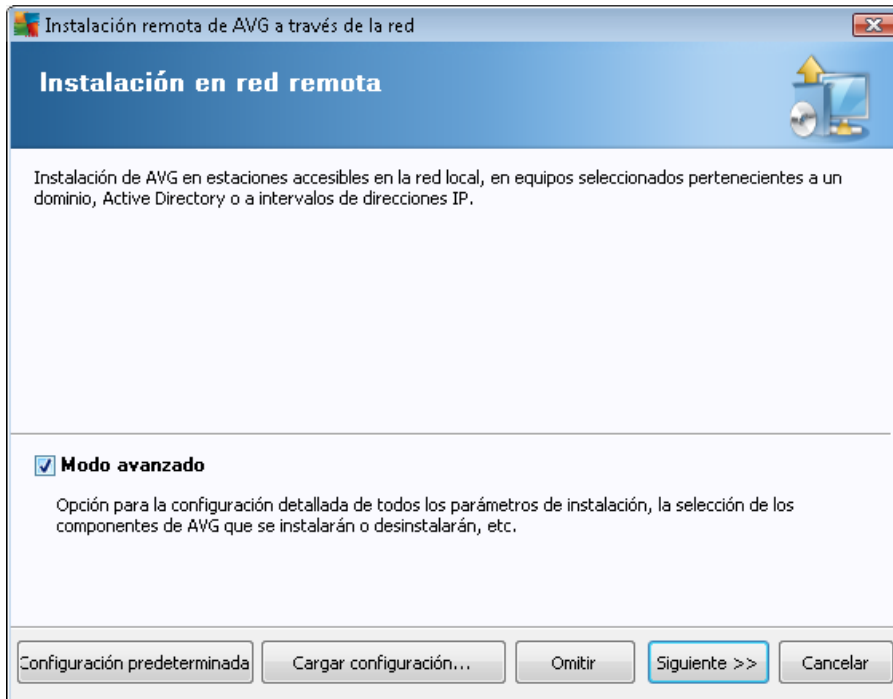 Instalación remota de AVG a través de la red
Instalación en red remota
Instalación de AVG en estaciones accesibles en la red local, en equipos seleccionados pertenecientes a un
dominio, Active Directory o a intervalos de direcciones IP.
Modo avanzado
Opción para la configuración detallada de todos los parámetros de instalación, la selección de los
componentes de AVG que se instalarán o desinstalarán, etc.
Configuración predeterminada
Cargar configuración...
Omitir
Siguiente >>
Cancelar